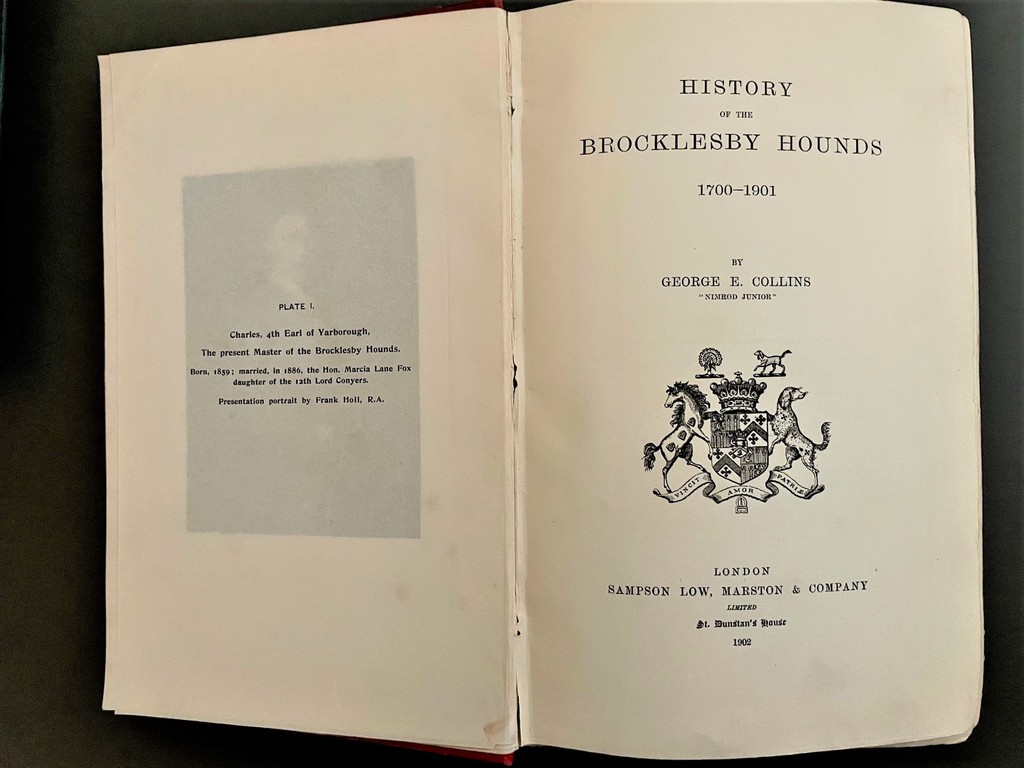 PLATE I.
Charles, 4th Earl of Yarborough,
The present Master of the Brocklesby Hounds.
Born, 1859; married, in 1886, the Hon. Marcia Lane Fox
daughter of the 12th Lord Conyers.
Presentation portrait by Frank Holl, R.A.
HISTORY
OF THE
BROCKLESBY HOUNDS
1700–1901
BY
GEORGE E. COLLINS
"NIMROD JUNIOR"
VINCIT AMOR PATRIÆ
LONDON
SAMPSON LOW, MARSTON & COMPANY
LIMITED
St. Dunstan's House
1902